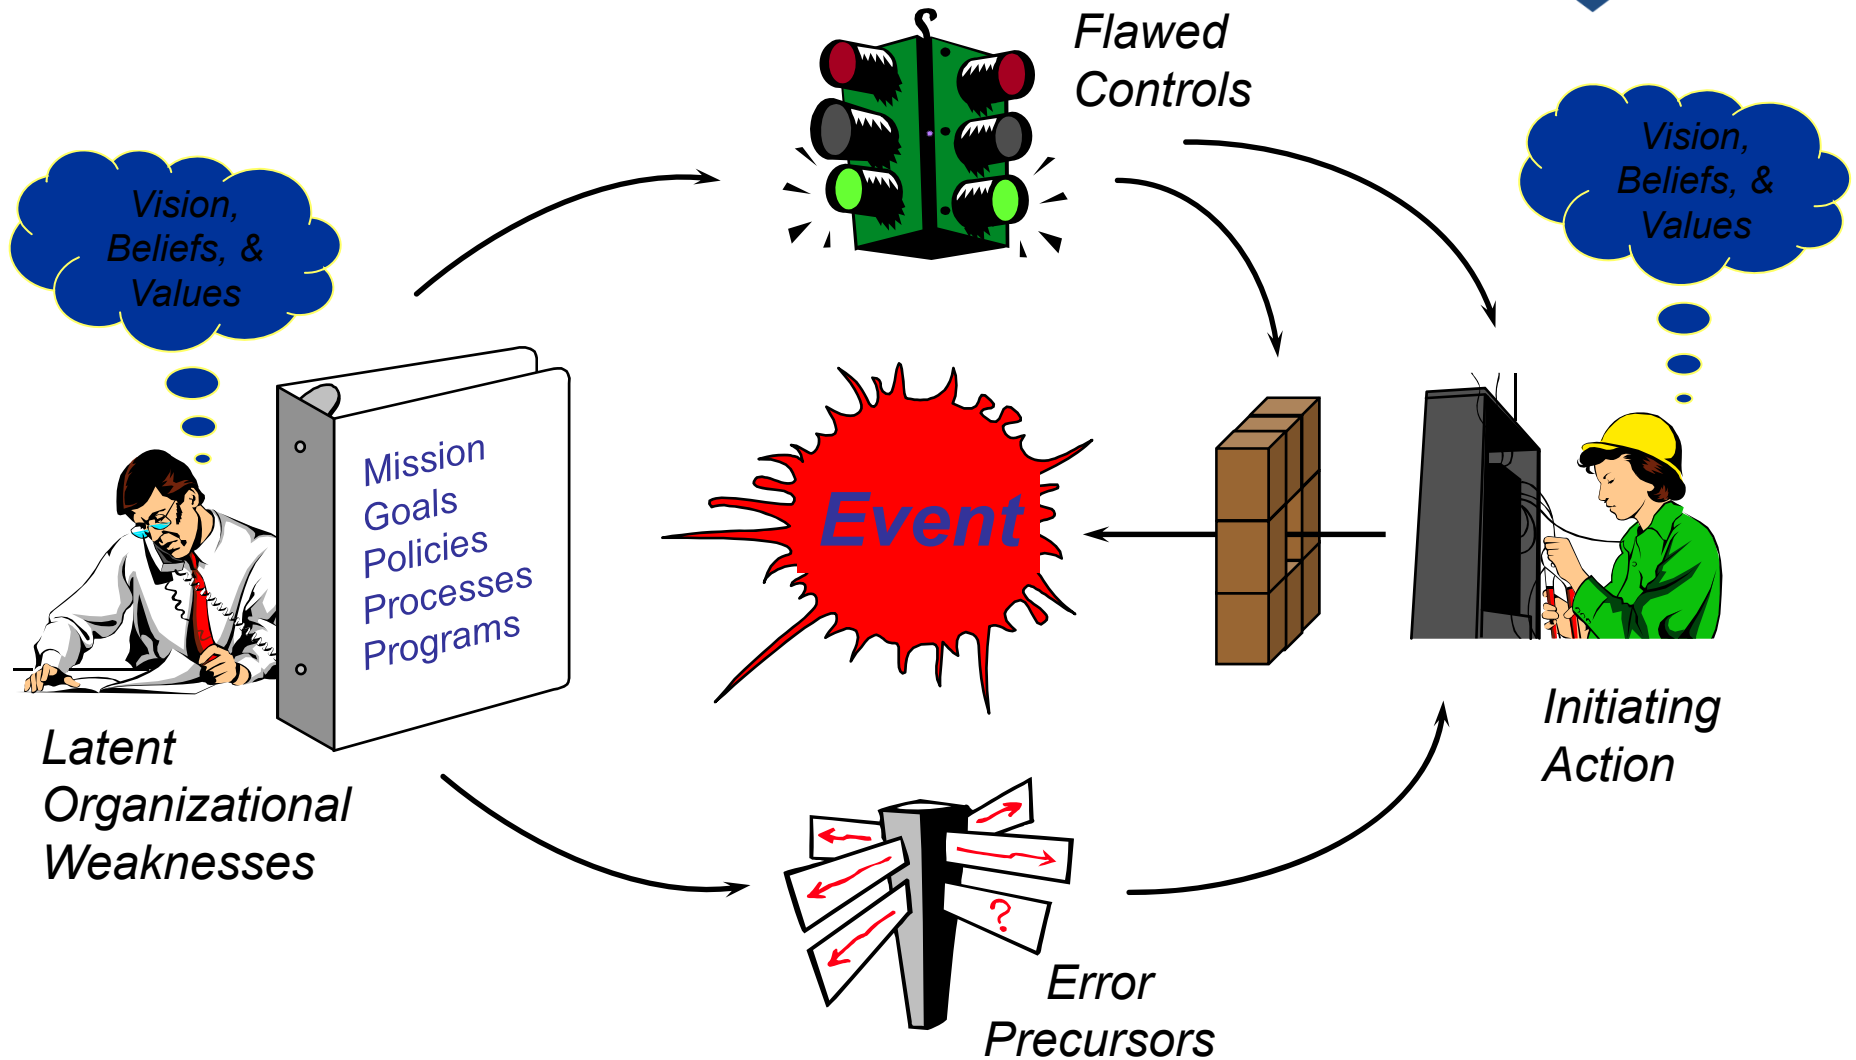 Flawed
Controls
Vision,
Beliefs, &
Values
Vision,
Beliefs, &
Values
Mission
Goals
Policies
Processes
Programs
Event
Latent
Organizational
Weaknesses
Initiating
Action
?
Error
Precursors